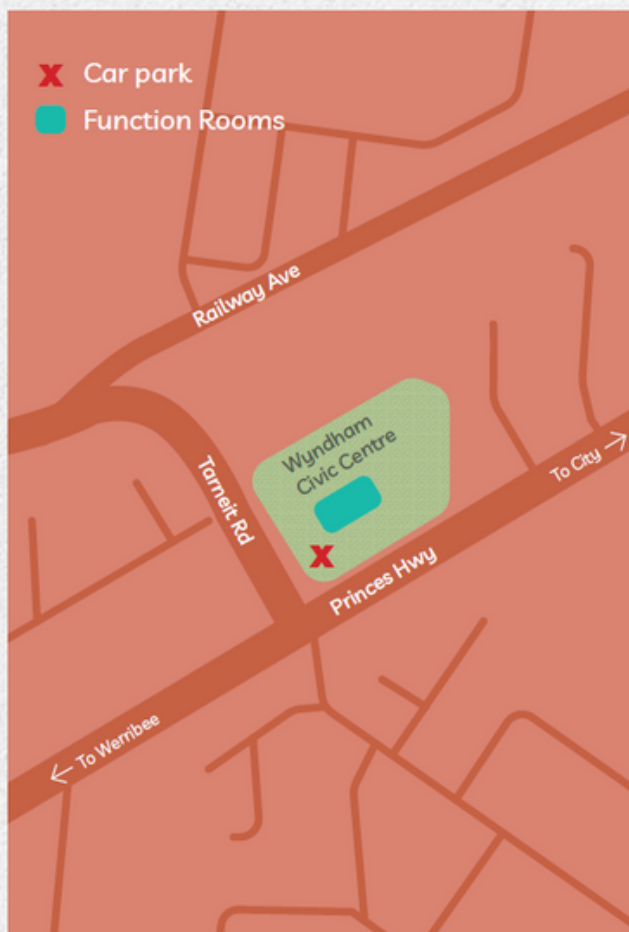 X Car park
Function Rooms
Railway Ave
Wyndham
Civic Centre
Tarneit Rd
To City →
X
Princes Hwy
← To Werribee